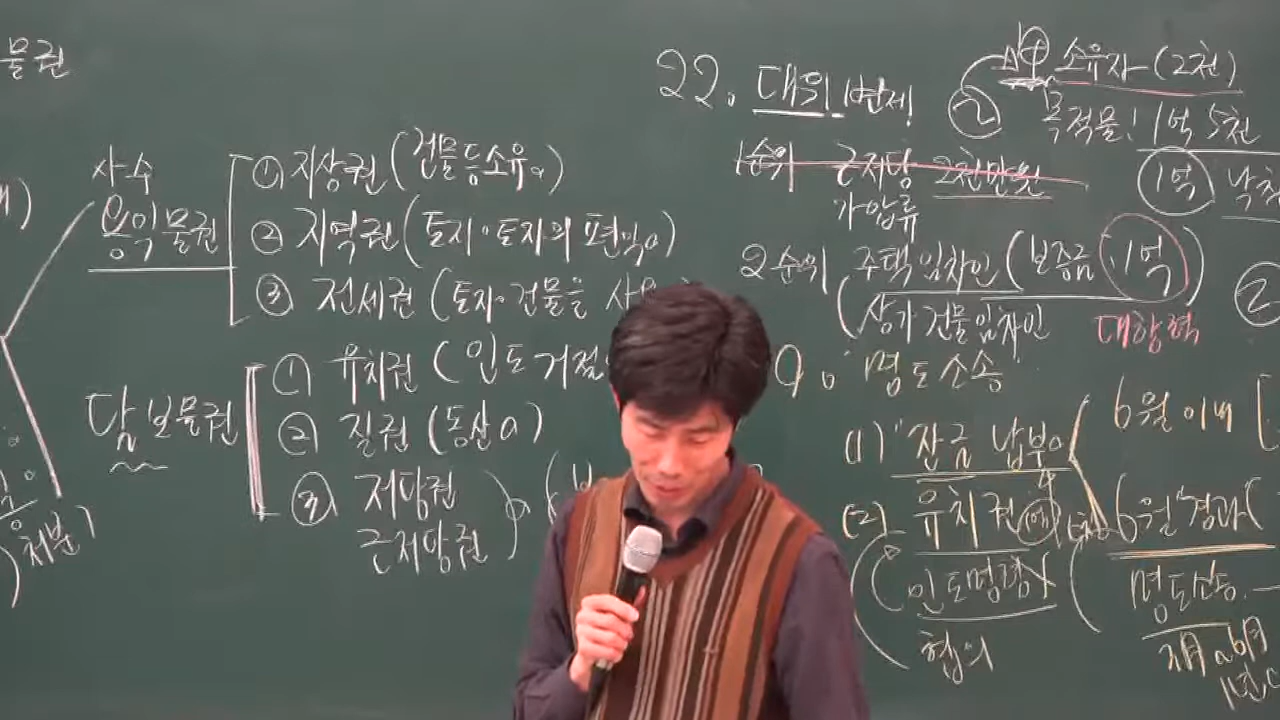 물권
사·수
용익물권
① 지상권 (건물등소유)
② 지역권 (토지·토지의 편익)
③ 전세권 (토지·건물을 사
담보물권
① 유치권 (인도거절
② 질권 (동산)
③ 저당권
근저당권
처분)
22. 대위변제
소유자 (2천)
②
목적물: 1억 5천
1순위 근저당 2천만원
가압류
1억
2순위 주택임차인 (보증금 1억)
상가건물임차인
대항력
②
명도소송
(1) 잔금 납부
6월 이내
(2) 유치권
6월 경과(
인도명령
명도소송
협의